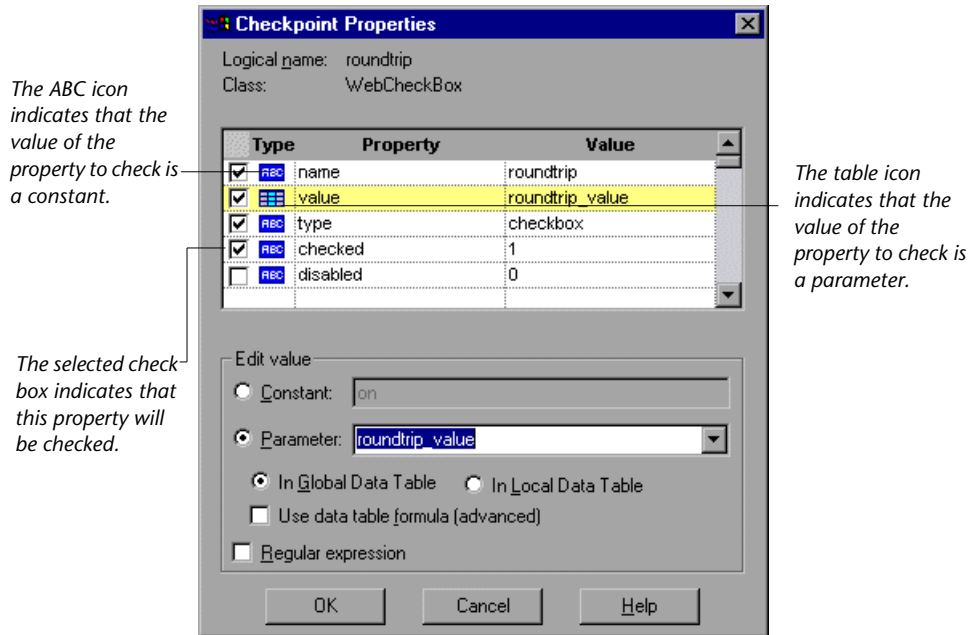 Checkpoint Properties
Logical name: roundtrip
Class: WebCheckBox
The ABC icon
indicates that the
value of the
property to check is
a constant.
Type Property Value
ABC name roundtrip
value roundtrip_value
ABC type checkbox
ABC checked 1
ABC disabled 0
The table icon
indicates that the
value of the
property to check is
a parameter.
The selected check
box indicates that
this property will
be checked.
Edit value
Constant: on
Parameter: roundtrip_value
In Global Data Table In Local Data Table
Use data table formula (advanced)
Regular expression
OK Cancel Help